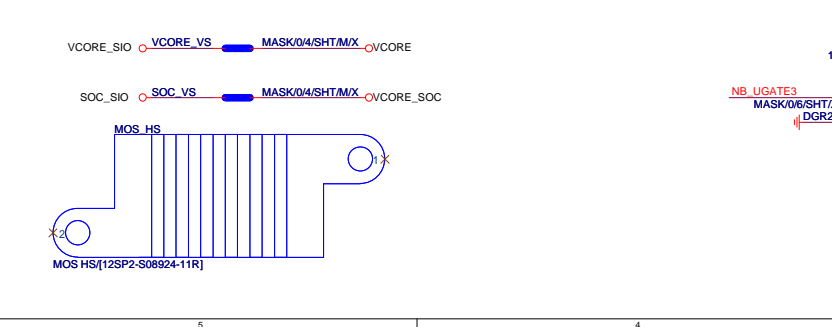 VCORE_SIO VCORE_VS MASK/0/4/SHT/M/X VCORE
SOC_SIO SOC_VS MASK/0/4/SHT/M/X VCORE_SOC
NB_UGATE3
MASK/0/6/SHT/
DGR2
MOS_HS
1
2
MOS HS/[12SP2-S08924-11R]
5 4